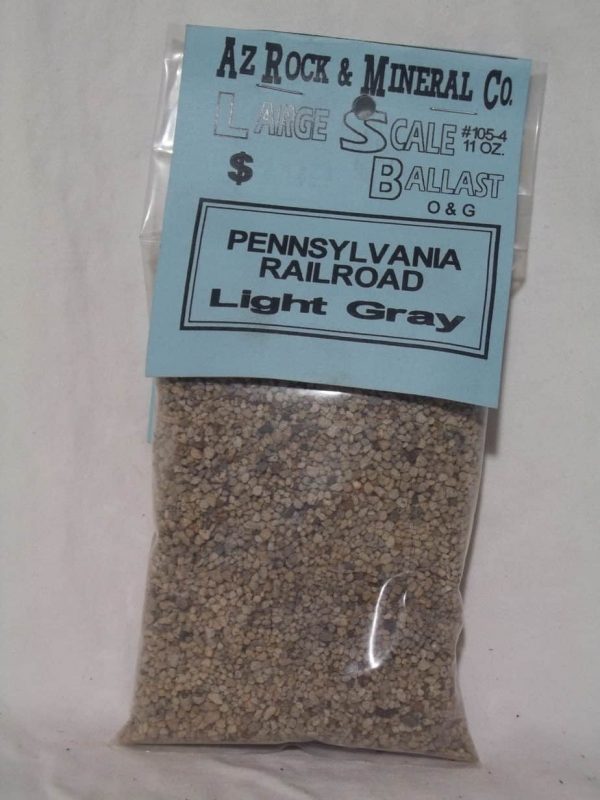 AZ ROCK & MINERAL CO.
LARGE SCALE #105-4
$ BALLAST 11 OZ.
O & G
PENNSYLVANIA
RAILROAD
Light Gray